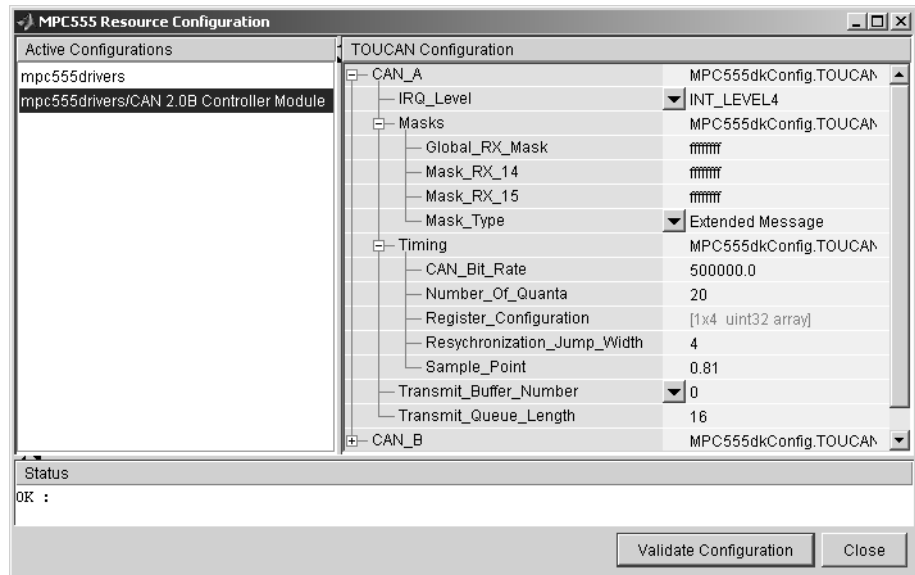 MPC555 Resource Configuration
Active Configurations
mpc555drivers
mpc555drivers/CAN 2.0B Controller Module
TOUCAN Configuration
CAN_A MPC555dkConfig.TOUCAN
IRQ_Level INT_LEVEL4
Masks MPC555dkConfig.TOUCAN
Global_RX_Mask ffffffff
Mask_RX_14 ffffffff
Mask_RX_15 ffffffff
Mask_Type Extended Message
Timing MPC555dkConfig.TOUCAN
CAN_Bit_Rate 500000.0
Number_Of_Quanta 20
Register_Configuration [1x4 uint32 array]
Resychronization_Jump_Width 4
Sample_Point 0.81
Transmit_Buffer_Number 0
Transmit_Queue_Length 16
CAN_B MPC555dkConfig.TOUCAN
Status
OK :
Validate Configuration
Close